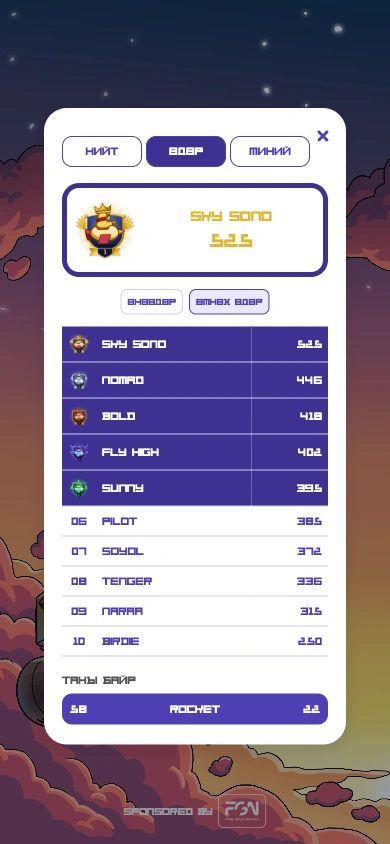 НИЙТ
ӨДӨР
МИНИЙ
SKY SONO
525
ӨНӨӨДӨР
ӨМНӨХ ӨДӨР
SKY SONO 525
NOMAD 446
BOLD 418
FLY HIGH 402
SUNNY 395
06 PILOT 385
07 SOYOL 372
08 TENGER 336
09 NARAA 315
10 BIRDIE 250
ТАНЫ БАЙР
58 ROCKET 22
SPONSORED BY FGN